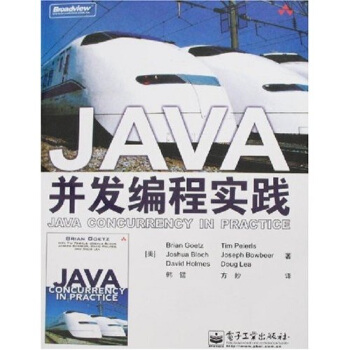 Broadview
JAVA
并发编程实践
JAVA CONCURRENCY IN PRACTICE
[美] Brian Goetz Tim Peierls
Joshua Bloch Joseph Bowbeer 著
David Holmes Doug Lea
韩锴 方妙 译
BRIAN GOETZ
JAVA
CONCURRENCY
IN PRACTICE
电子工业出版社